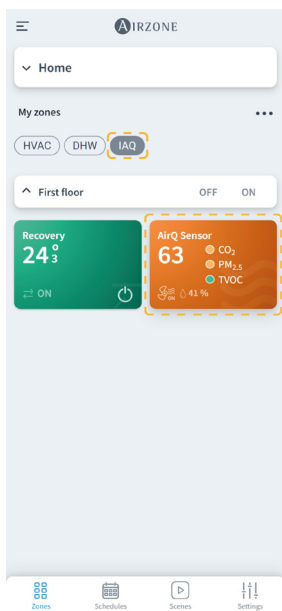 AIRZONE
Home
My zones
HVAC DHW IAQ
First floor OFF ON
Recovery
24°3
ON
AirQ Sensor
63
CO₂
PM₂.₅
TVOC
ON 41 %
Zones Schedules Scenes Settings